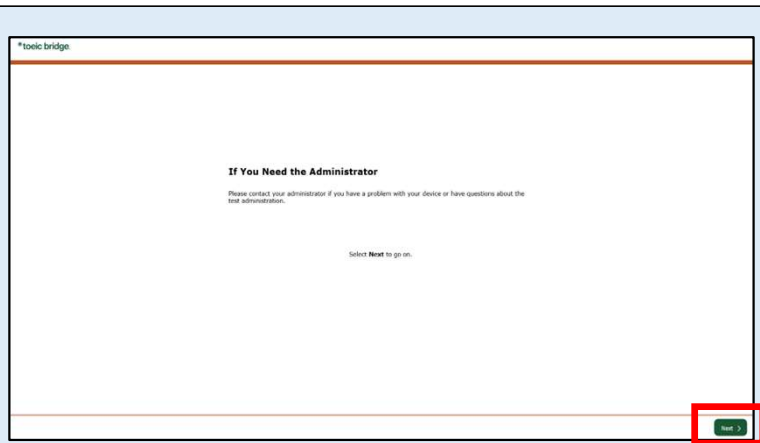 *toeic bridge.
If You Need the Administrator
Please contact your administrator if you have a problem with your device or have questions about the
test administration.
Select Next to go on.
Next >